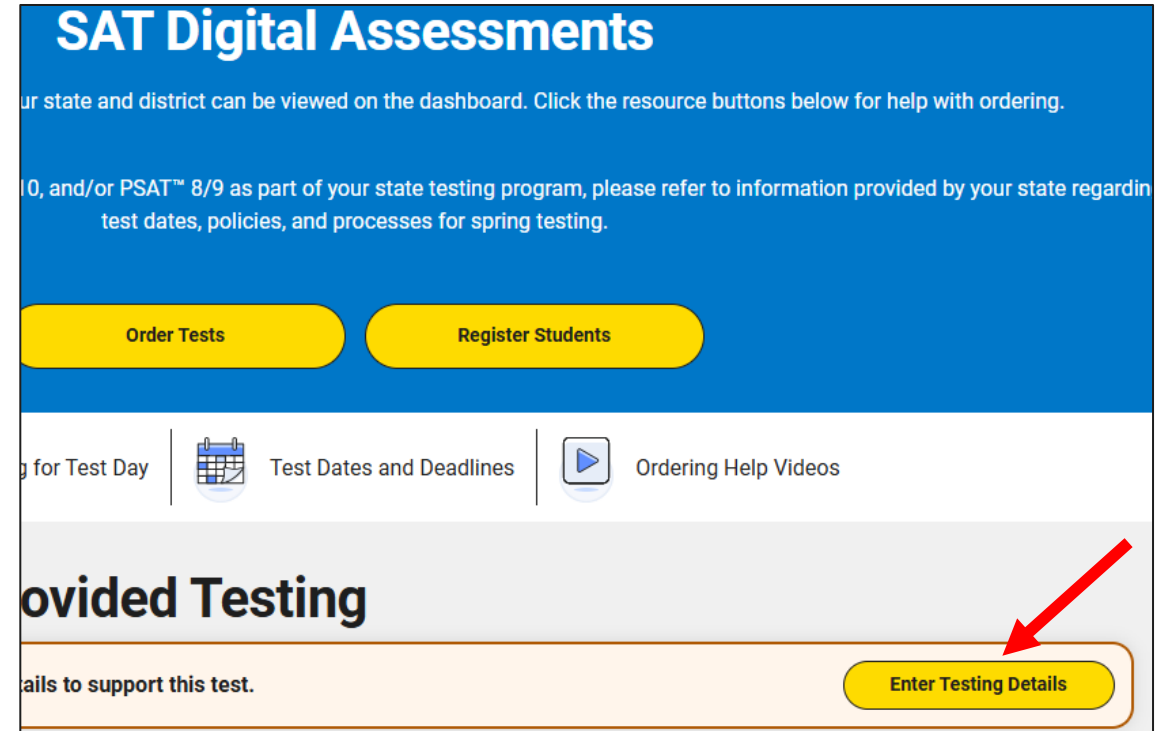 SAT Digital Assessments
ur state and district can be viewed on the dashboard. Click the resource buttons below for help with ordering.
10, and/or PSAT™ 8/9 as part of your state testing program, please refer to information provided by your state regardin
test dates, policies, and processes for spring testing.
Order Tests Register Students
g for Test Day Test Dates and Deadlines Ordering Help Videos
ovided Testing
ails to support this test. Enter Testing Details